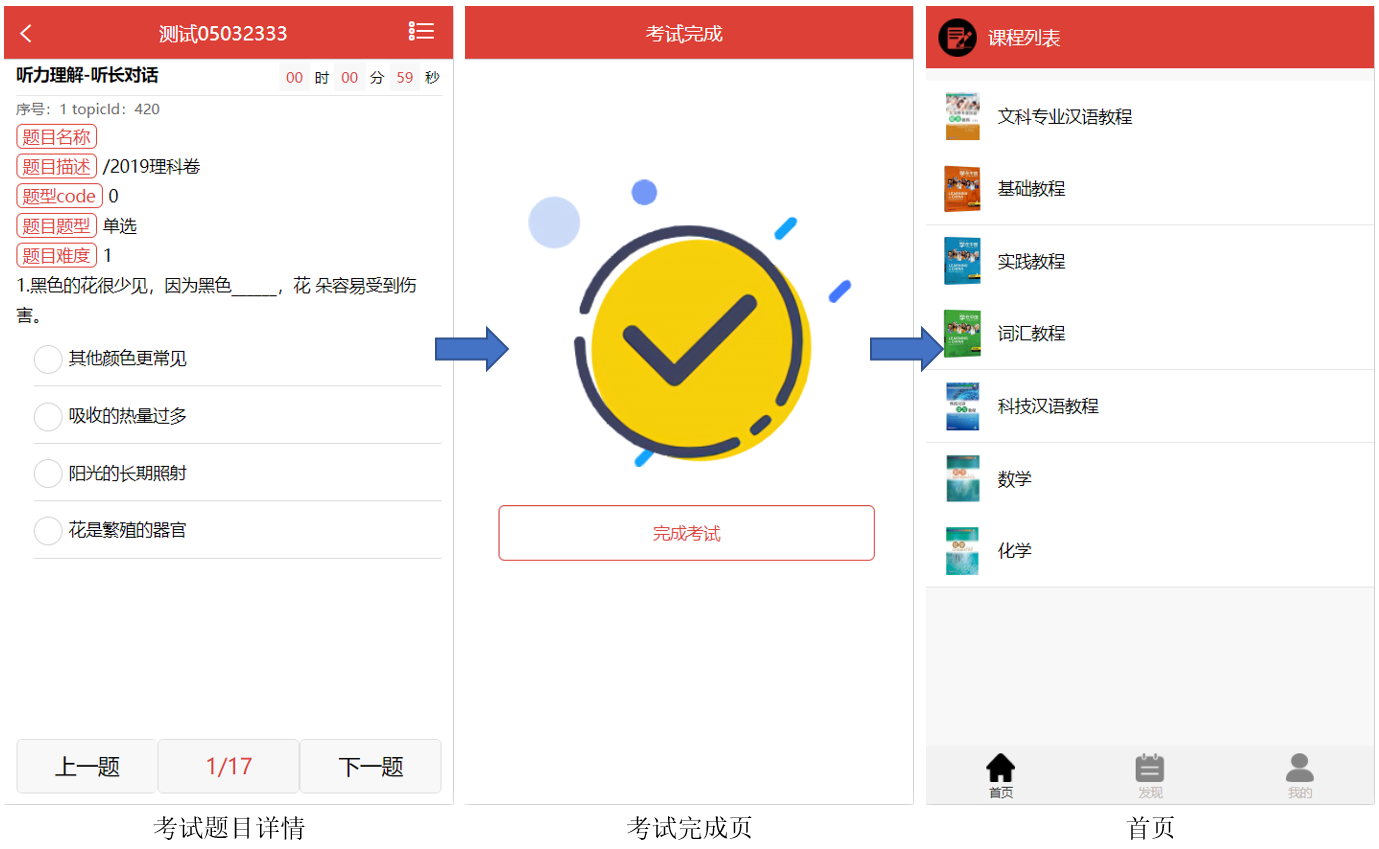 测试05032333
听力理解-听长对话
00 时 00 分 59 秒
序号：1 topicId：420
题目名称
题目描述 /2019理科卷
题型code 0
题目题型 单选
题目难度 1
1.黑色的花很少见，因为黑色______，花 朵容易受到伤
害。
其他颜色更常见
吸收的热量过多
阳光的长期照射
花是繁殖的器官
上一题
1/17
下一题
考试题目详情
考试完成
完成考试
考试完成页
课程列表
文科专业汉语教程
基础教程
实践教程
词汇教程
科技汉语教程
数学
化学
首页
发现
我的
首页